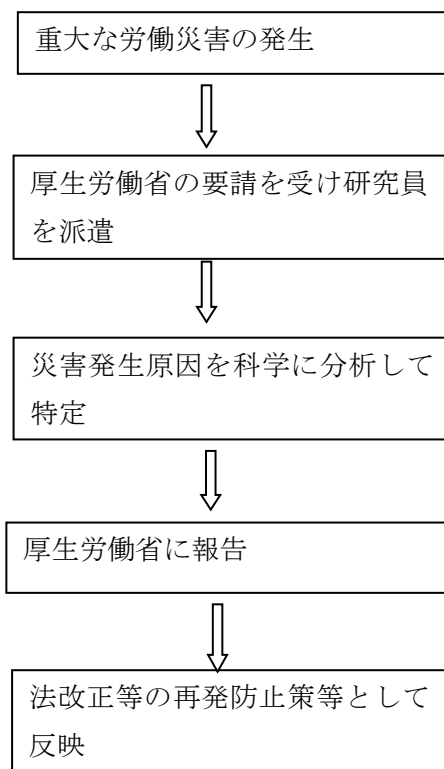 重大な労働災害の発生
厚生労働省の要請を受け研究員
を派遣
災害発生原因を科学に分析して
特定
厚生労働省に報告
法改正等の再発防止策等として
反映